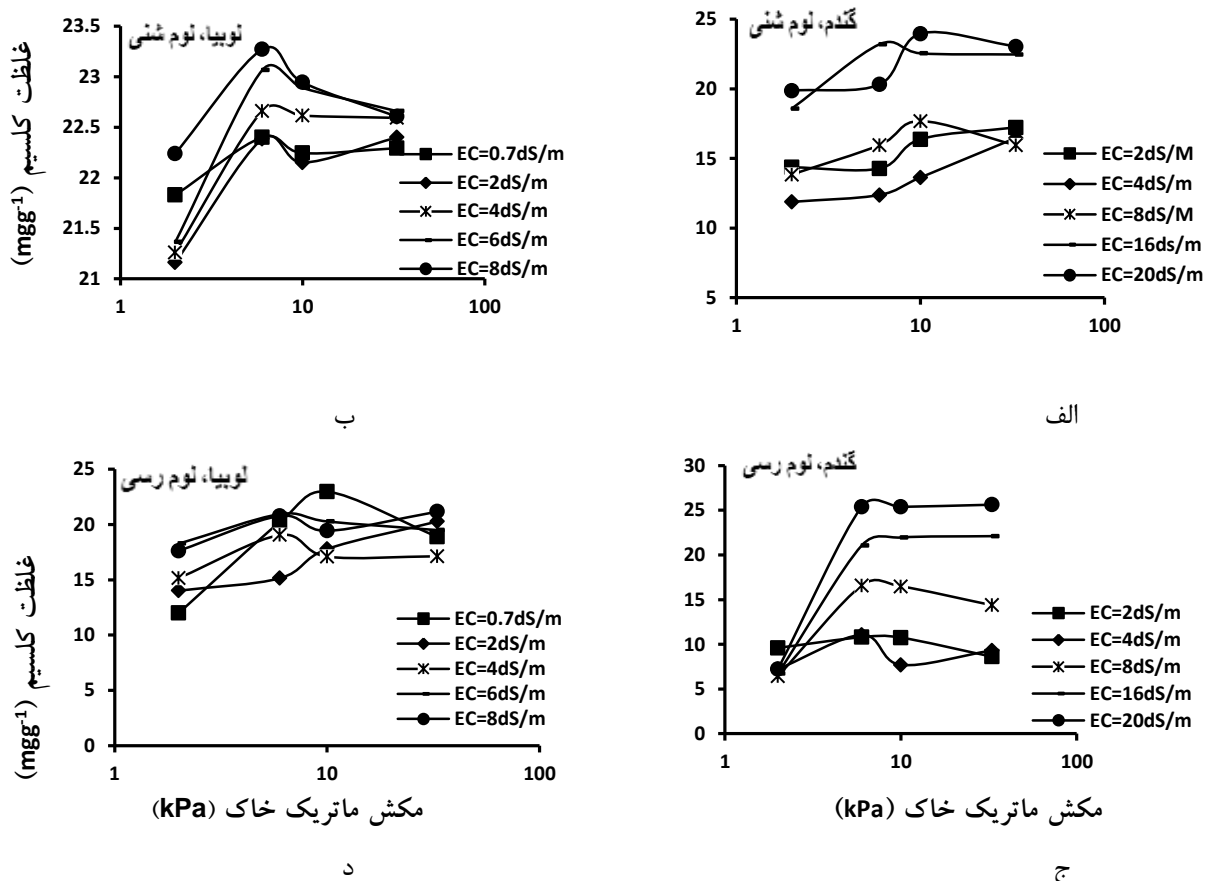 لوبیا، لوم شنی
غلظت کلسیم (mgg⁻¹)
23.5
23
22.5
22
21.5
21
1
10
100
EC=0.7dS/m
EC=2dS/m
EC=4dS/m
EC=6dS/m
EC=8dS/m
ب
گندم، لوم شنی
25
20
15
10
5
1
10
100
EC=2dS/M
EC=4dS/m
EC=8dS/M
EC=16ds/m
EC=20dS/m
الف
لوبیا، لوم رسی
غلظت کلسیم (mgg⁻¹)
25
20
15
10
5
0
1
10
100
EC=0.7dS/m
EC=2dS/m
EC=4dS/m
EC=6dS/m
EC=8dS/m
مکش ماتریک خاک (kPa)
د
گندم، لوم رسی
30
25
20
15
10
5
0
1
10
100
EC=2dS/m
EC=4dS/m
EC=8dS/m
EC=16dS/m
EC=20dS/m
مکش ماتریک خاک (kPa)
ج